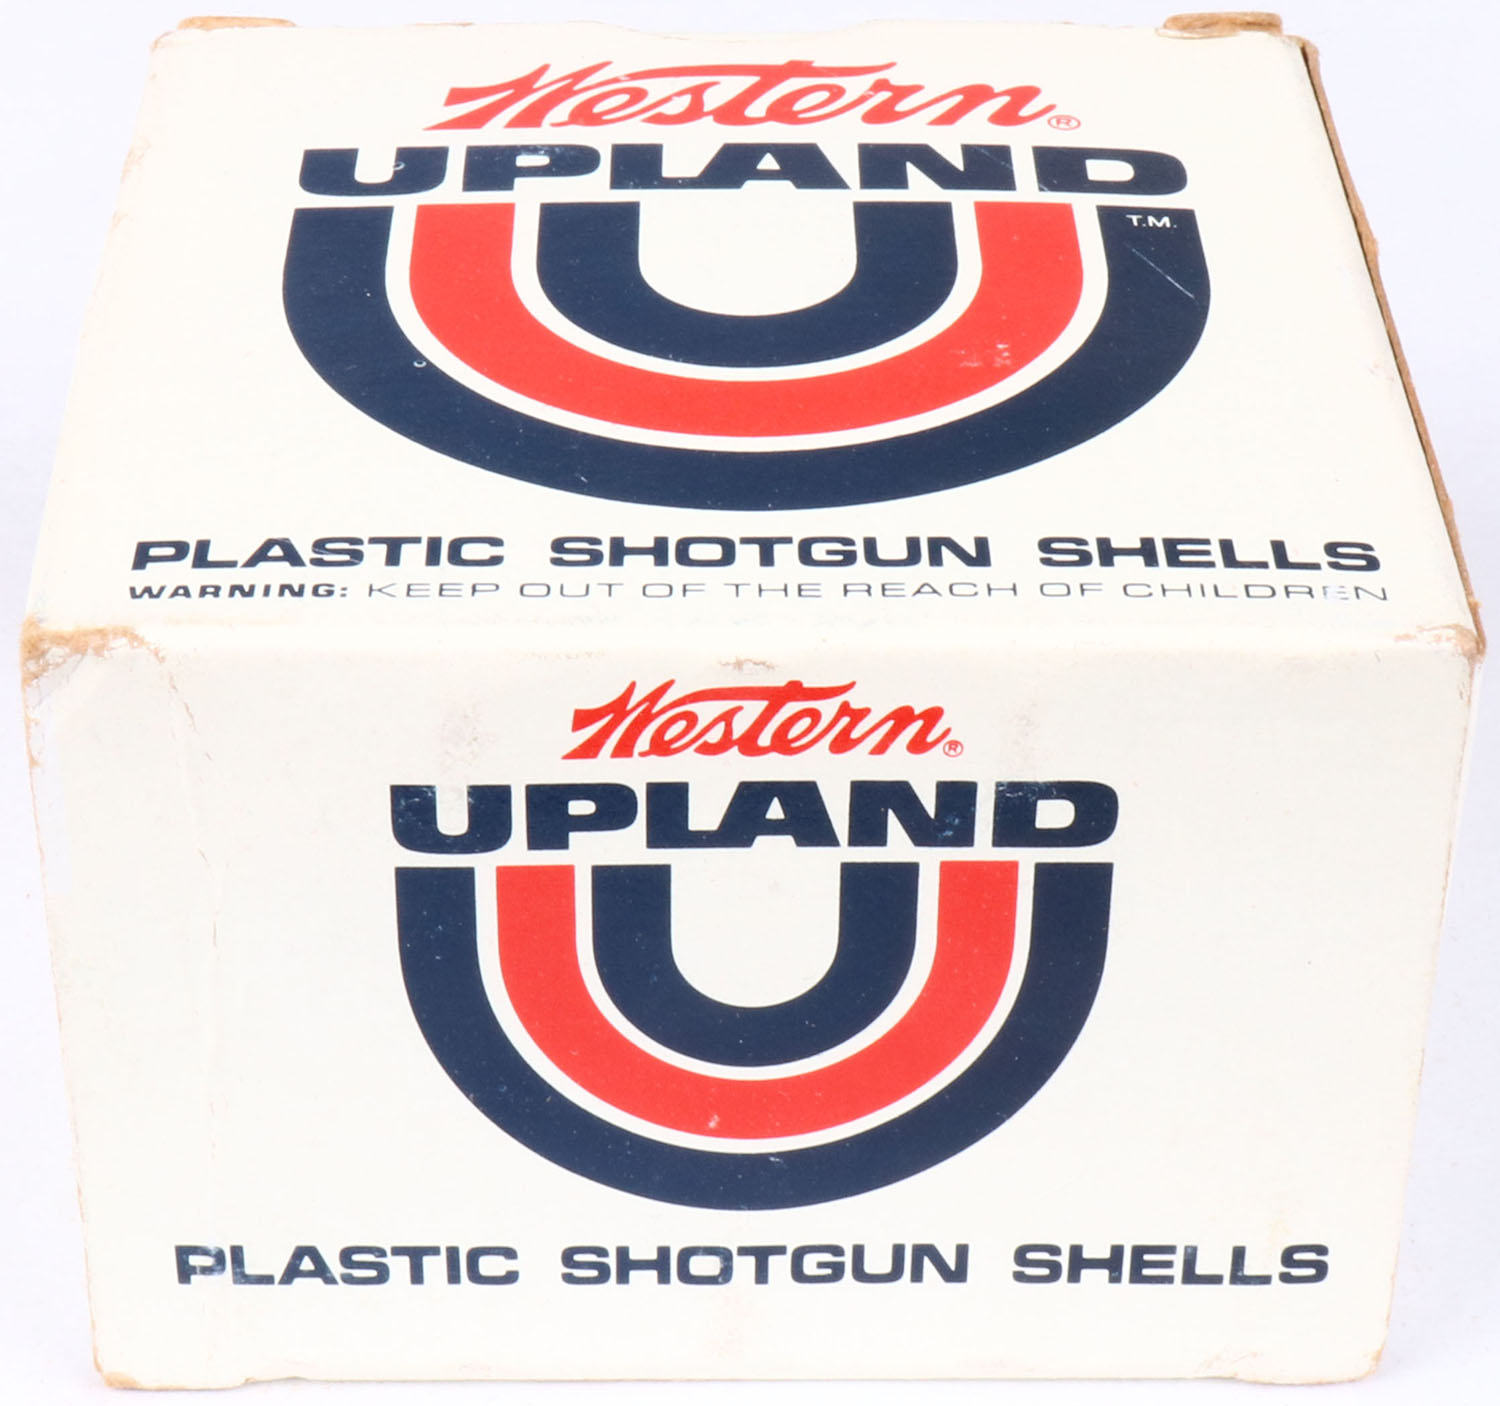 Western®
UPLAND
T.M.
PLASTIC SHOTGUN SHELLS
WARNING: KEEP OUT OF THE REACH OF CHILDREN
Western®
UPLAND
PLASTIC SHOTGUN SHELLS